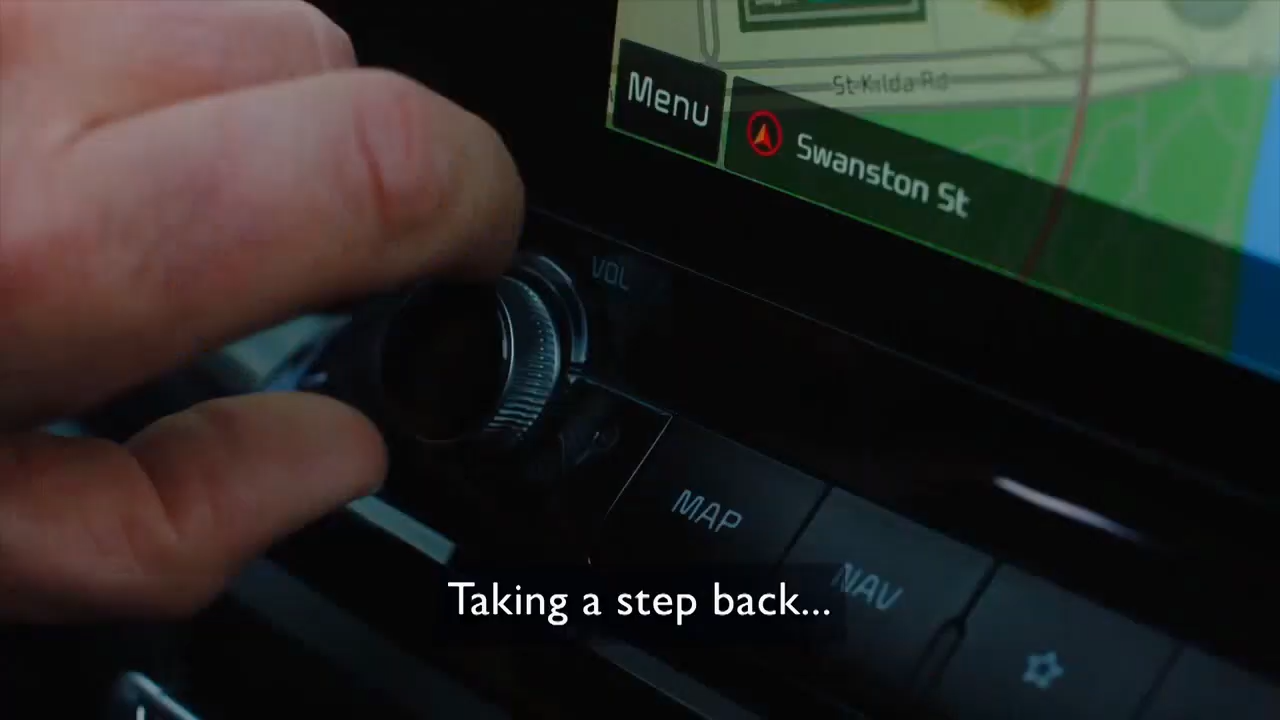 St Kilda Rd
Menu
Swanston St
VOL
MAP
NAV
Taking a step back...